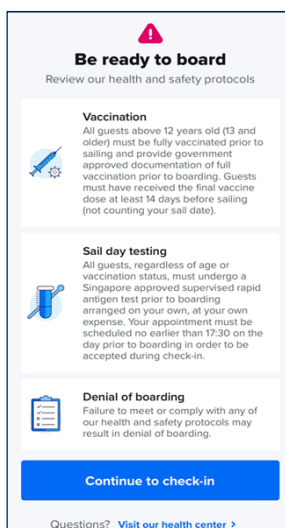 Be ready to board
Review our health and safety protocols
Vaccination
All guests above 12 years old (13 and
older) must be fully vaccinated prior to
sailing and provide government
approved documentation of full
vaccination prior to boarding. Guests
must have received the final vaccine
dose at least 14 days before sailing
(not counting your sail date).
Sail day testing
All guests, regardless of age or
vaccination status, must undergo a
Singapore approved supervised rapid
antigen test prior to boarding
arranged on your own, at your own
expense. Your appointment must be
scheduled no earlier than 17:30 on the
day prior to boarding in order to be
accepted during check-in.
Denial of boarding
Failure to meet or comply with any of
our health and safety protocols may
result in denial of boarding.
Continue to check-in
Questions? Visit our health center >